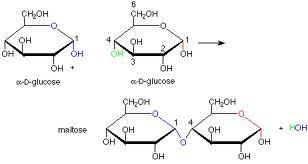 6
CH₂OH CH₂OH
O 1 4 O 1
OH OH 2
HO OH HO 3 OH
OH + OH
α-D-glucose α-D-glucose
CH₂OH CH₂OH
O 1 4 O
maltose OH OH + HOH
HO O OH
OH OH